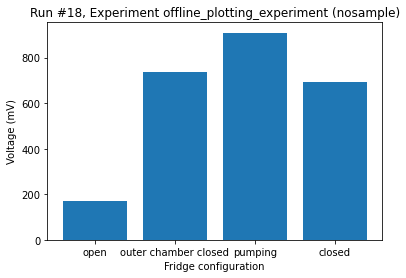 Run #18, Experiment offline_plotting_experiment (nosample)
Voltage (mV)
800
600
400
200
0
open outer chamber closed pumping closed
Fridge configuration